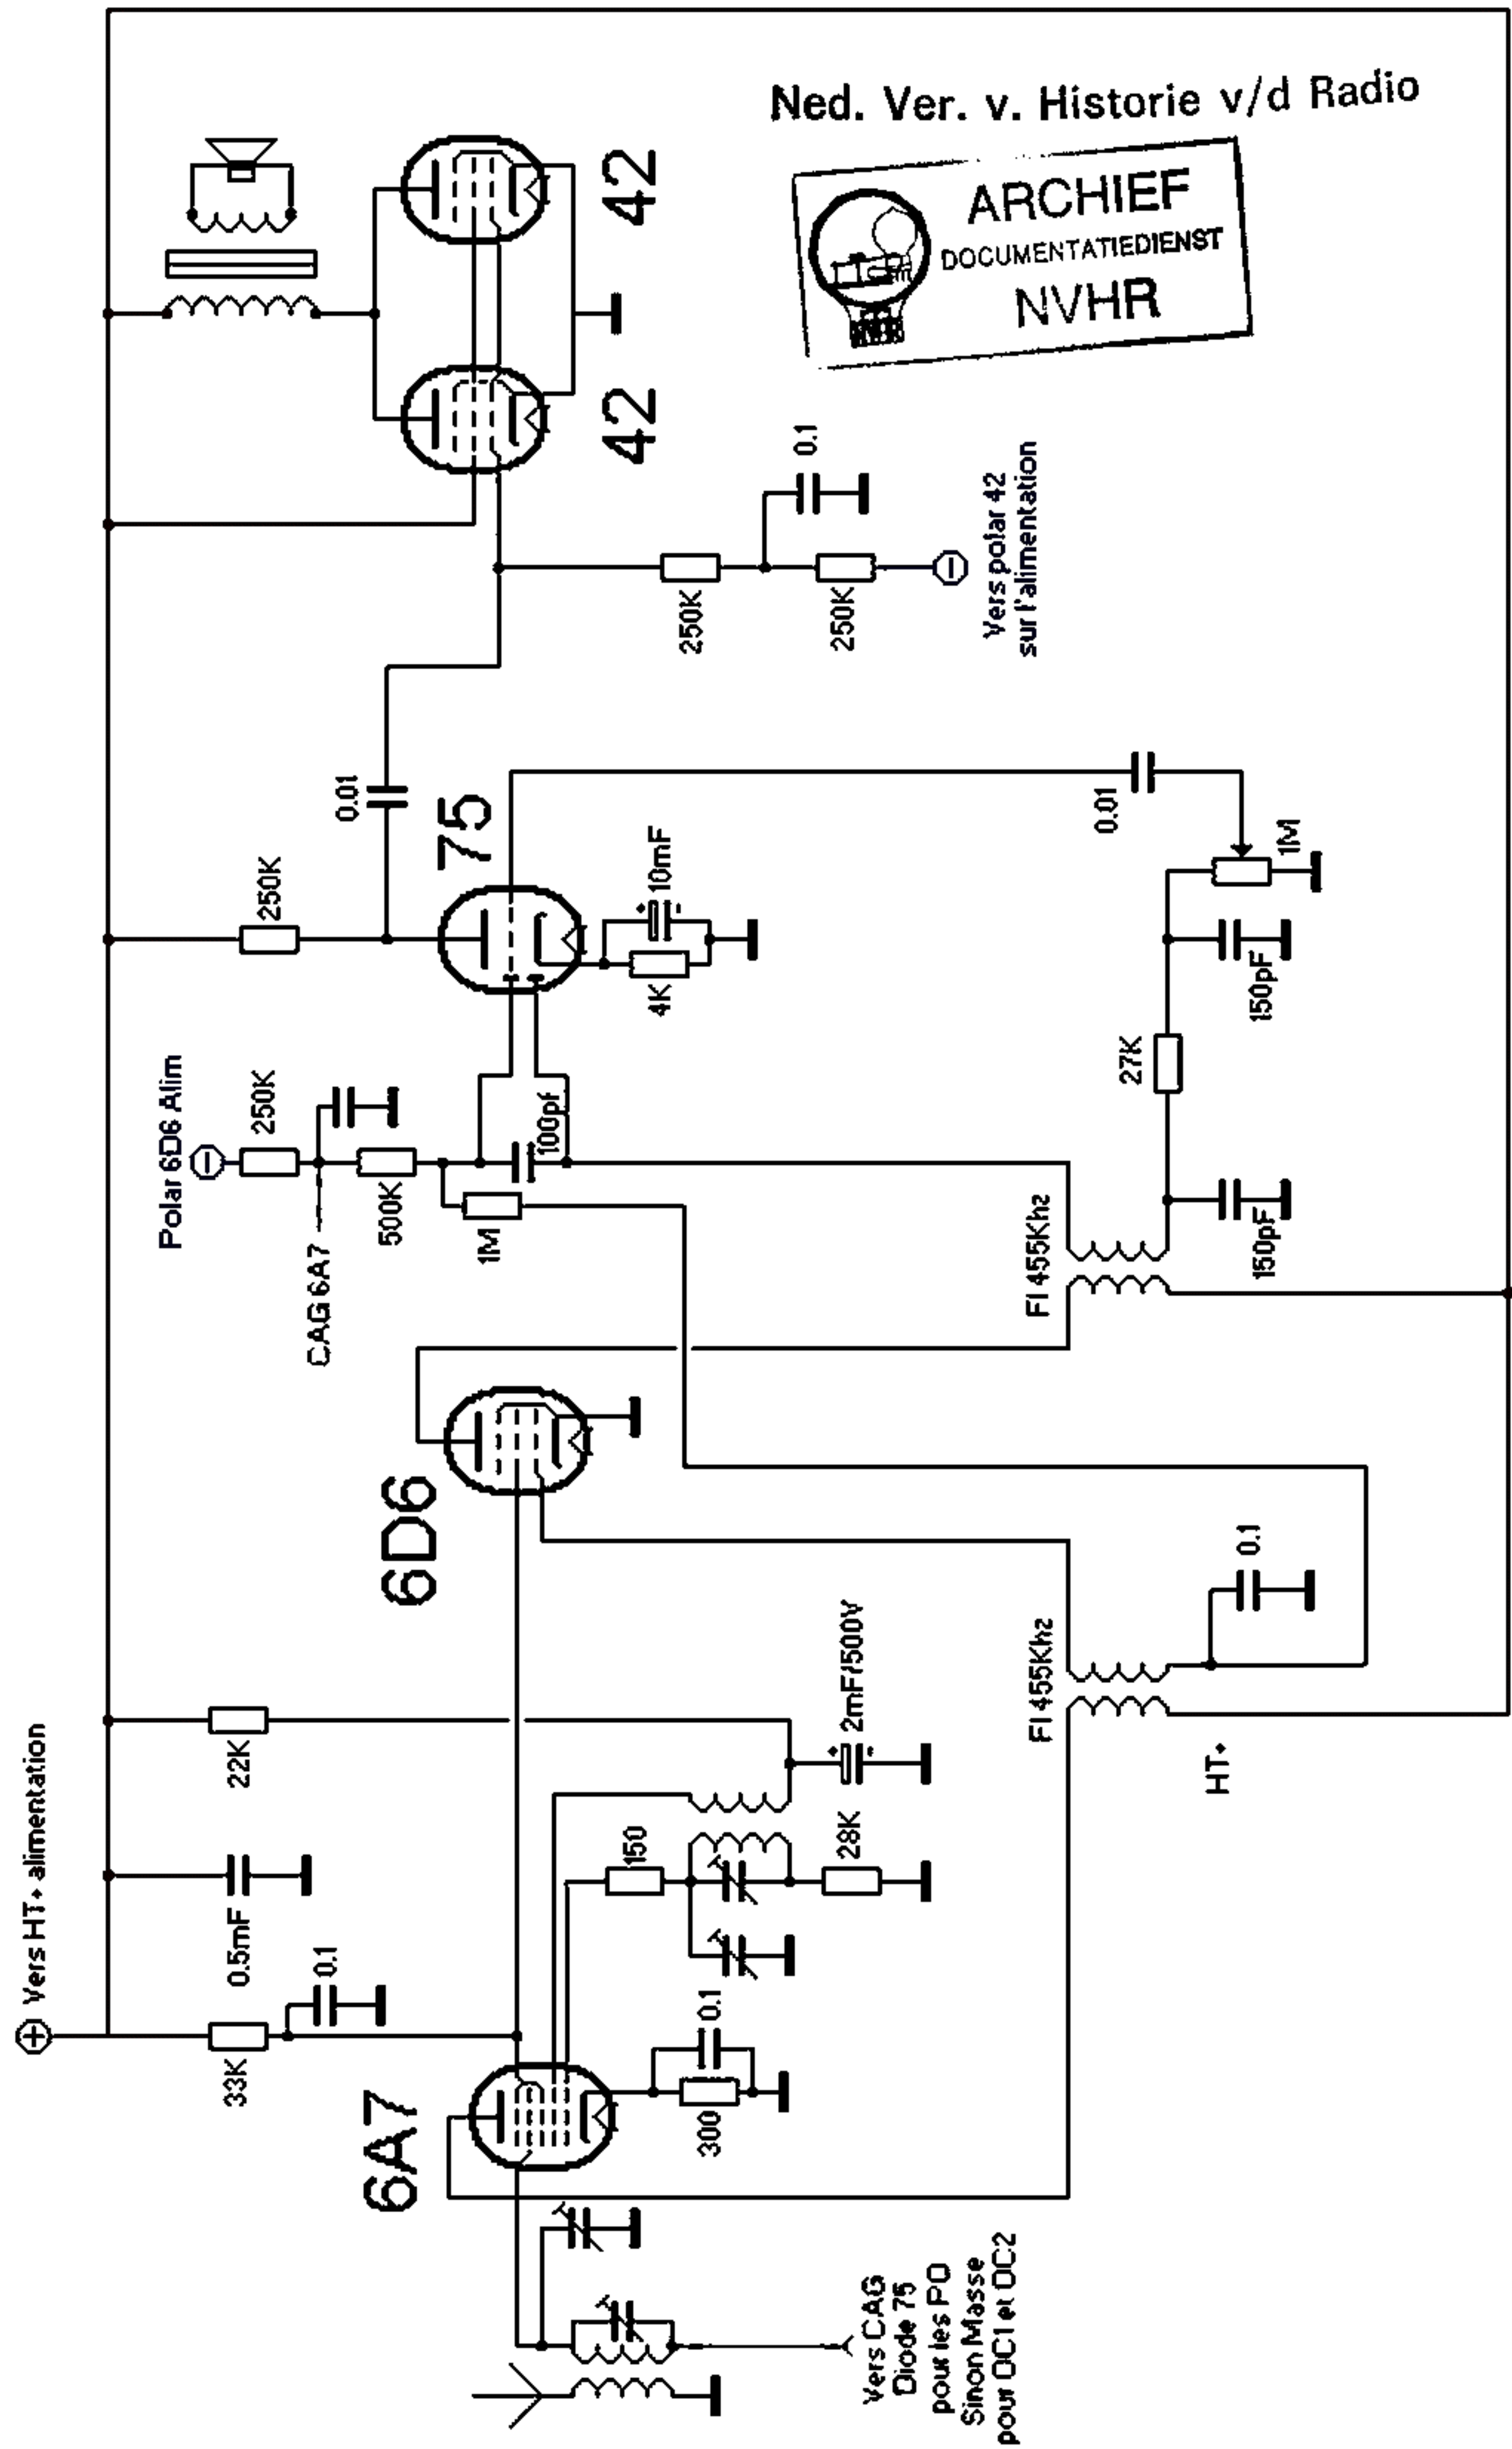 Ned. Ver. v. Historie v/d Radio
ARCHIEF
DOCUMENTATIEDIENST
NVHR
Vers HT+ alimentation
33K
0.1
0.5mF
22K
6A7
300
0.1
150
28K
2mF/500V
Vers CAG
Diode 75
pour les PO
Sinon Masse
pour OC1 et OC2
HT+
FI 455Khz
0.1
6D6
Polar 6D6 Alim
250K
CAG 6A7
500K
1M
100pf
FI 455Khz
150pF
27K
150pF
1M
0.01
250K
0.01
75
4K
10mF
250K
250K
0.1
Vers polar 42
sur l'alimentation
42
42